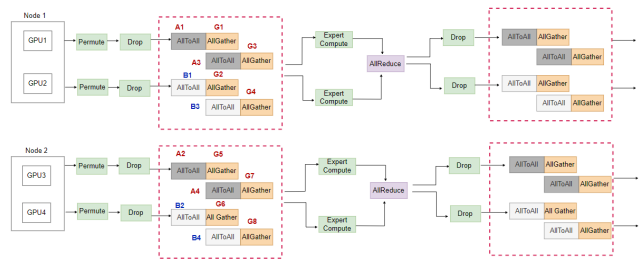 Node 1
A1 G1
GPU1 Permute Drop AllToAll AllGather Expert Compute Drop AllToAll AllGather
G3
A3 AllToAll AllGather AllReduce AllToAll AllGather
B1 G2
GPU2 Permute Drop AllToAll AllGather Expert Compute Drop AllToAll AllGather
G4
B3 AllToAll AllGather AllToAll AllGather
Node 2
A2 G5
GPU3 Permute Drop AllToAll AllGather Expert Compute Drop AllToAll AllGather
G7
A4 AllToAll AllGather AllReduce AllToAll AllGather
B2 G6
GPU4 Permute Drop AllToAll All Gather Expert Compute Drop AllToAll All Gather
G8
B4 AllToAll AllGather AllToAll AllGather